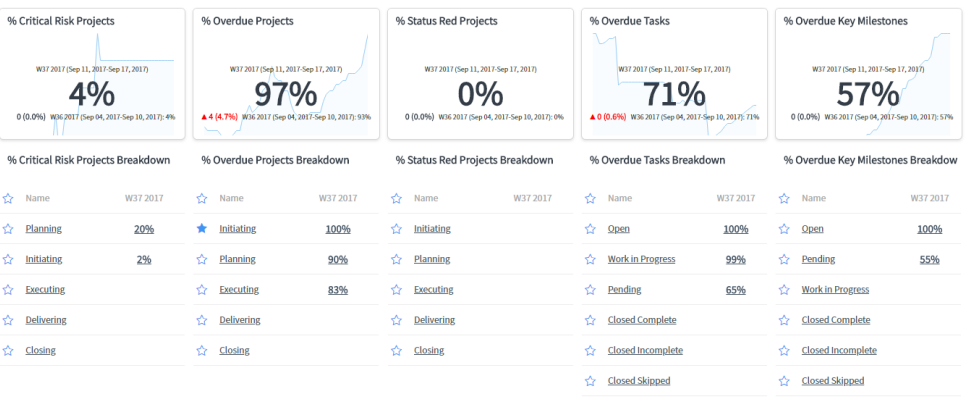 % Critical Risk Projects
W37 2017 (Sep 11, 2017-Sep 17, 2017)
4%
0 (0.0%) W36 2017 (Sep 04, 2017-Sep 10, 2017): 4%
% Overdue Projects
W37 2017 (Sep 11, 2017-Sep 17, 2017)
97%
▲ 4 (4.7%) W36 2017 (Sep 04, 2017-Sep 10, 2017): 93%
% Status Red Projects
W37 2017 (Sep 11, 2017-Sep 17, 2017)
0%
0 (0.0%) W36 2017 (Sep 04, 2017-Sep 10, 2017): 0%
% Overdue Tasks
W37 2017 (Sep 11, 2017-Sep 17, 2017)
71%
▲ 0 (0.6%) W36 2017 (Sep 04, 2017-Sep 10, 2017): 71%
% Overdue Key Milestones
W37 2017 (Sep 11, 2017-Sep 17, 2017)
57%
0 (0.0%) W36 2017 (Sep 04, 2017-Sep 10, 2017): 57%
% Critical Risk Projects Breakdown
Name W37 2017
Planning 20%
Initiating 2%
Executing
Delivering
Closing
% Overdue Projects Breakdown
Name W37 2017
Initiating 100%
Planning 90%
Executing 83%
Delivering
Closing
% Status Red Projects Breakdown
Name W37 2017
Initiating
Planning
Executing
Delivering
Closing
% Overdue Tasks Breakdown
Name W37 2017
Open 100%
Work in Progress 99%
Pending 65%
Closed Complete
Closed Incomplete
Closed Skipped
% Overdue Key Milestones Breakdow
Name W37 2017
Open 100%
Pending 55%
Work in Progress
Closed Complete
Closed Incomplete
Closed Skipped